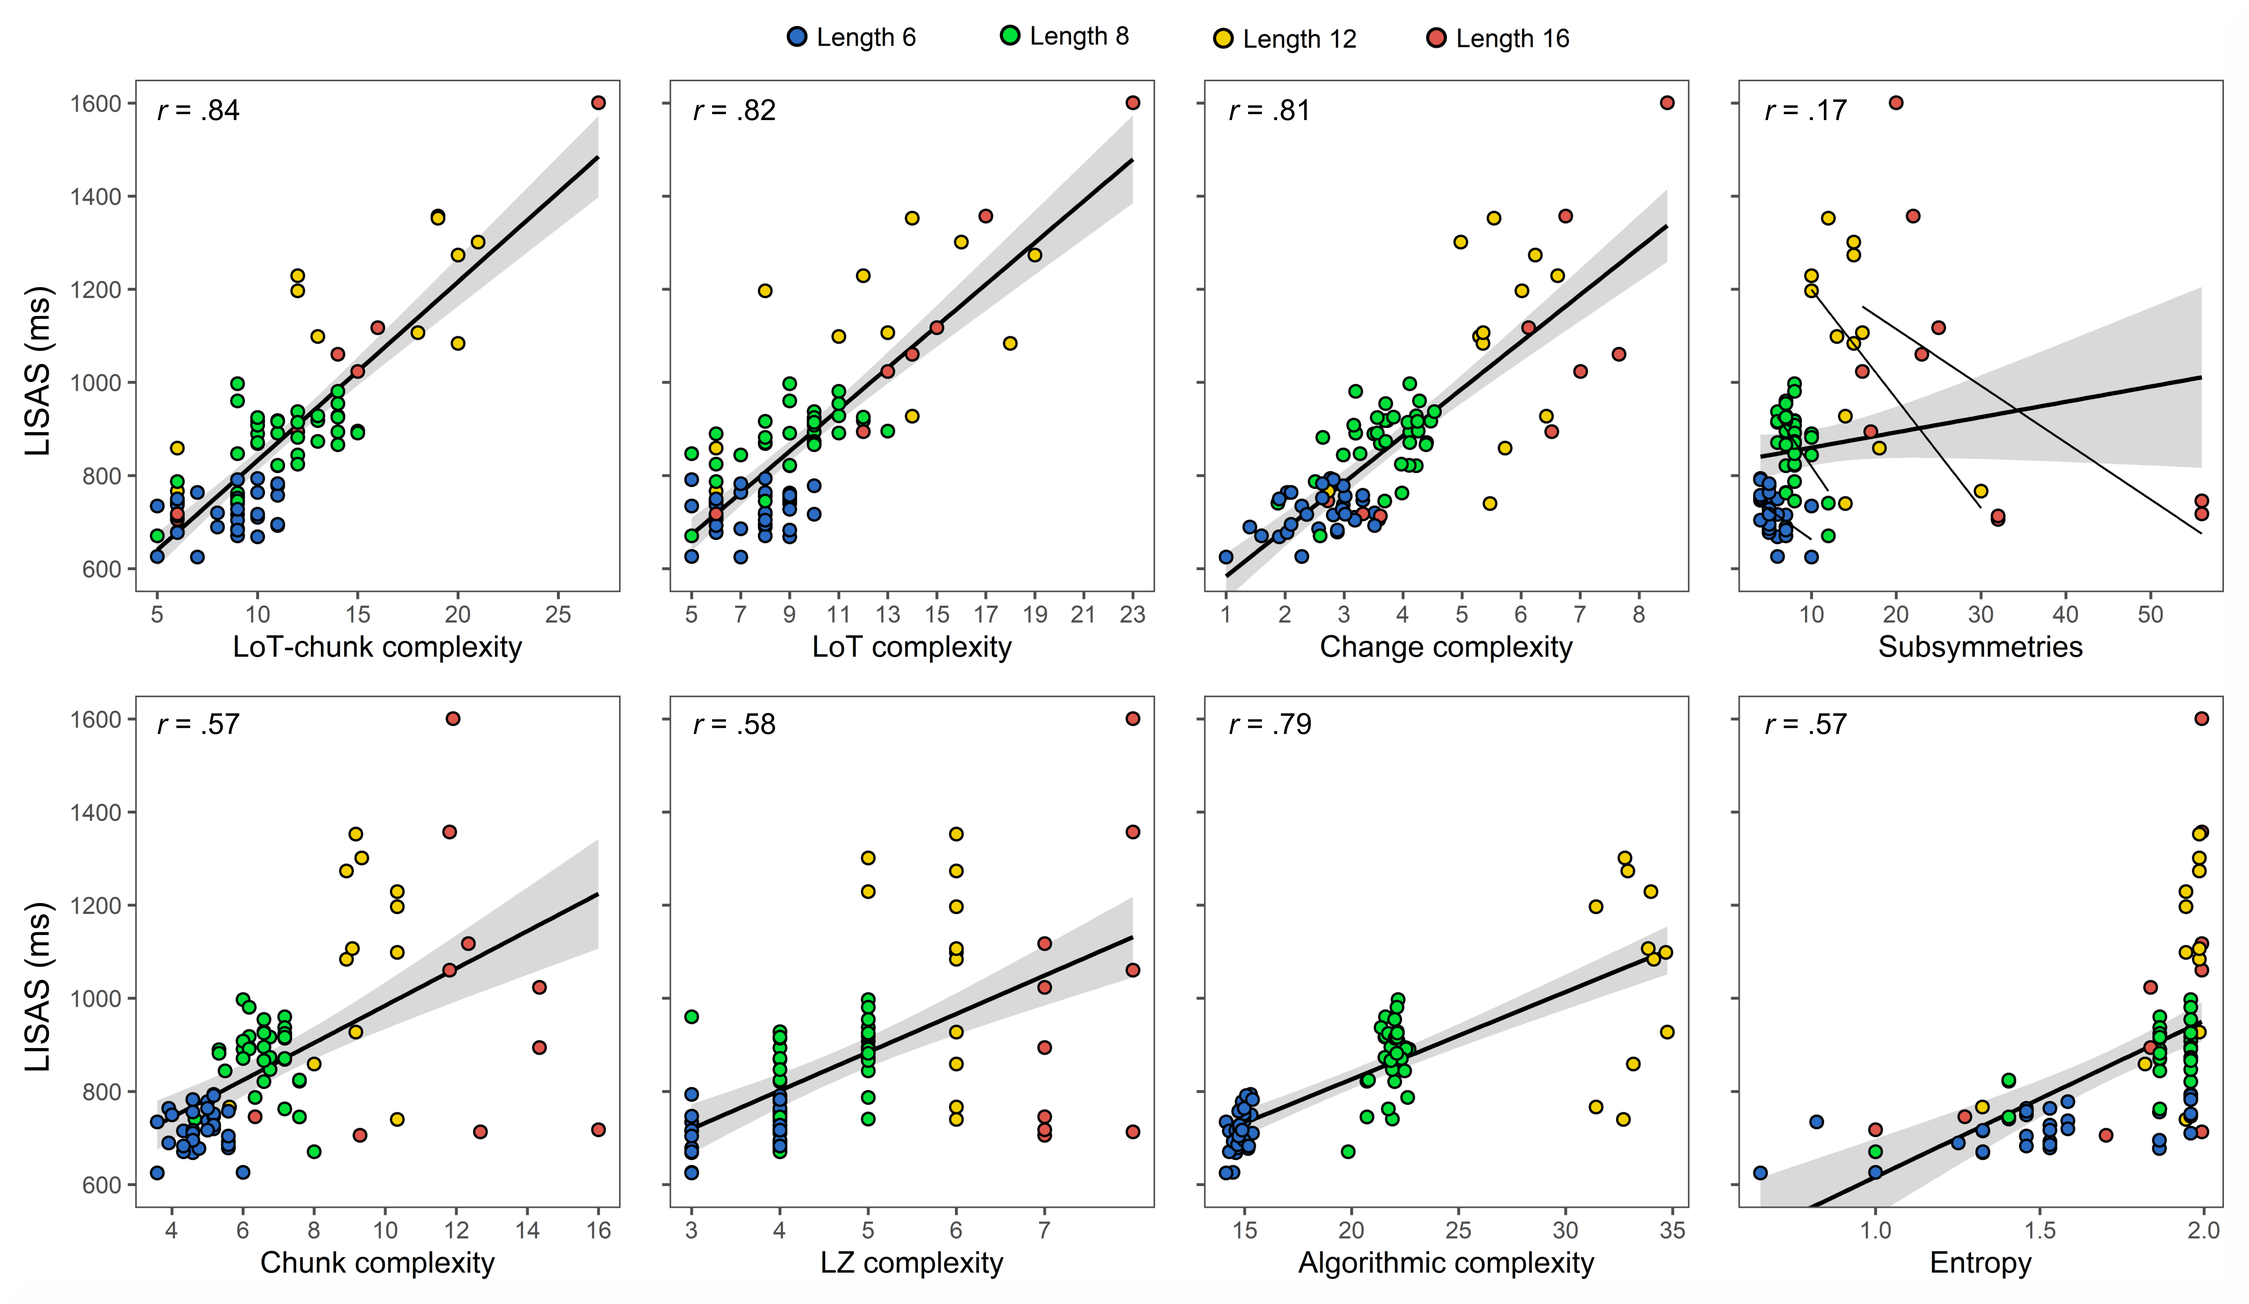 Length 6 Length 8 Length 12 Length 16
r = .84 r = .82 r = .81 r = .17
1600
1400
1200
1000
800
600
LISAS (ms)
5 10 15 20 25 5 7 9 11 13 15 17 19 21 23 1 2 3 4 5 6 7 8 10 20 30 40 50
LoT-chunk complexity LoT complexity Change complexity Subsymmetries
r = .57 r = .58 r = .79 r = .57
1600
1400
1200
1000
800
600
LISAS (ms)
4 6 8 10 12 14 16 3 4 5 6 7 15 20 25 30 35 1.0 1.5 2.0
Chunk complexity LZ complexity Algorithmic complexity Entropy